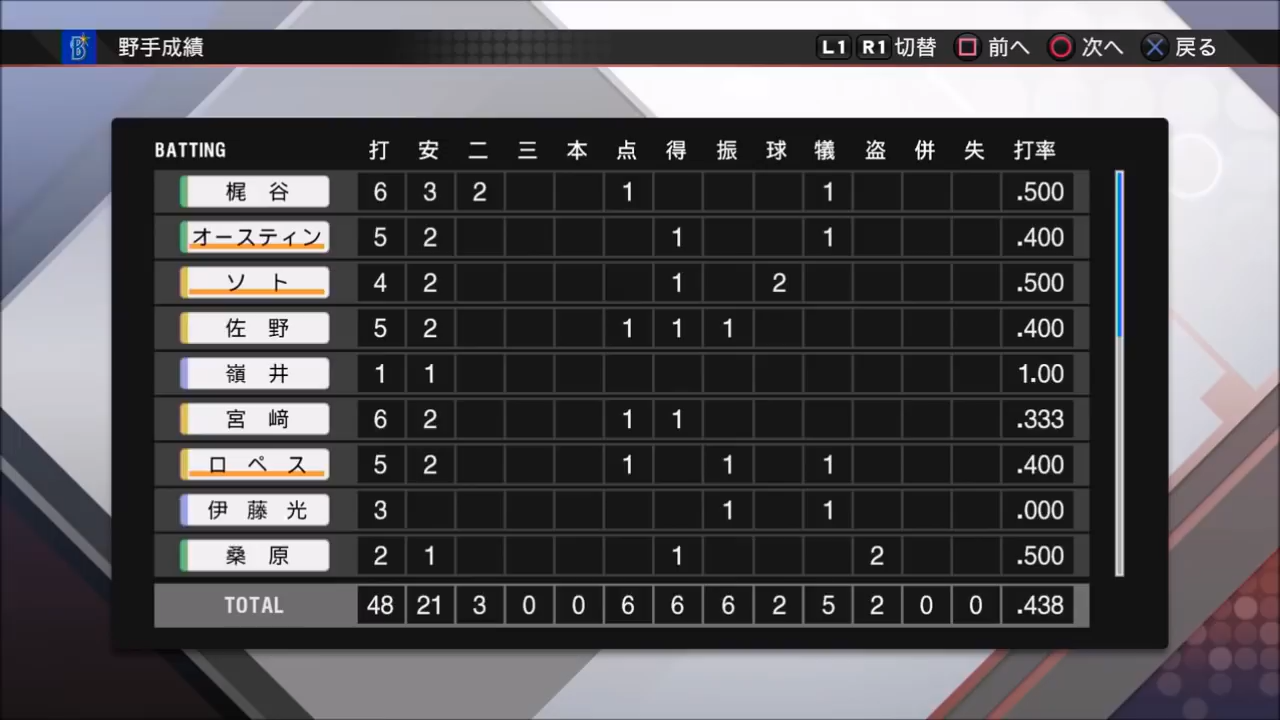 B 野手成績 L1 R1 切替 前へ 次へ 戻る
BATTING 打 安 二 三 本 点 得 振 球 犠 盗 併 失 打率
梶谷 6 3 2 1 1 .500
オースティン 5 2 1 1 .400
ソト 4 2 1 2 .500
佐野 5 2 1 1 1 .400
嶺井 1 1 1.00
宮﨑 6 2 1 1 .333
ロペス 5 2 1 1 1 .400
伊藤光 3 1 1 .000
桑原 2 1 1 2 .500
TOTAL 48 21 3 0 0 6 6 6 2 5 2 0 0 .438